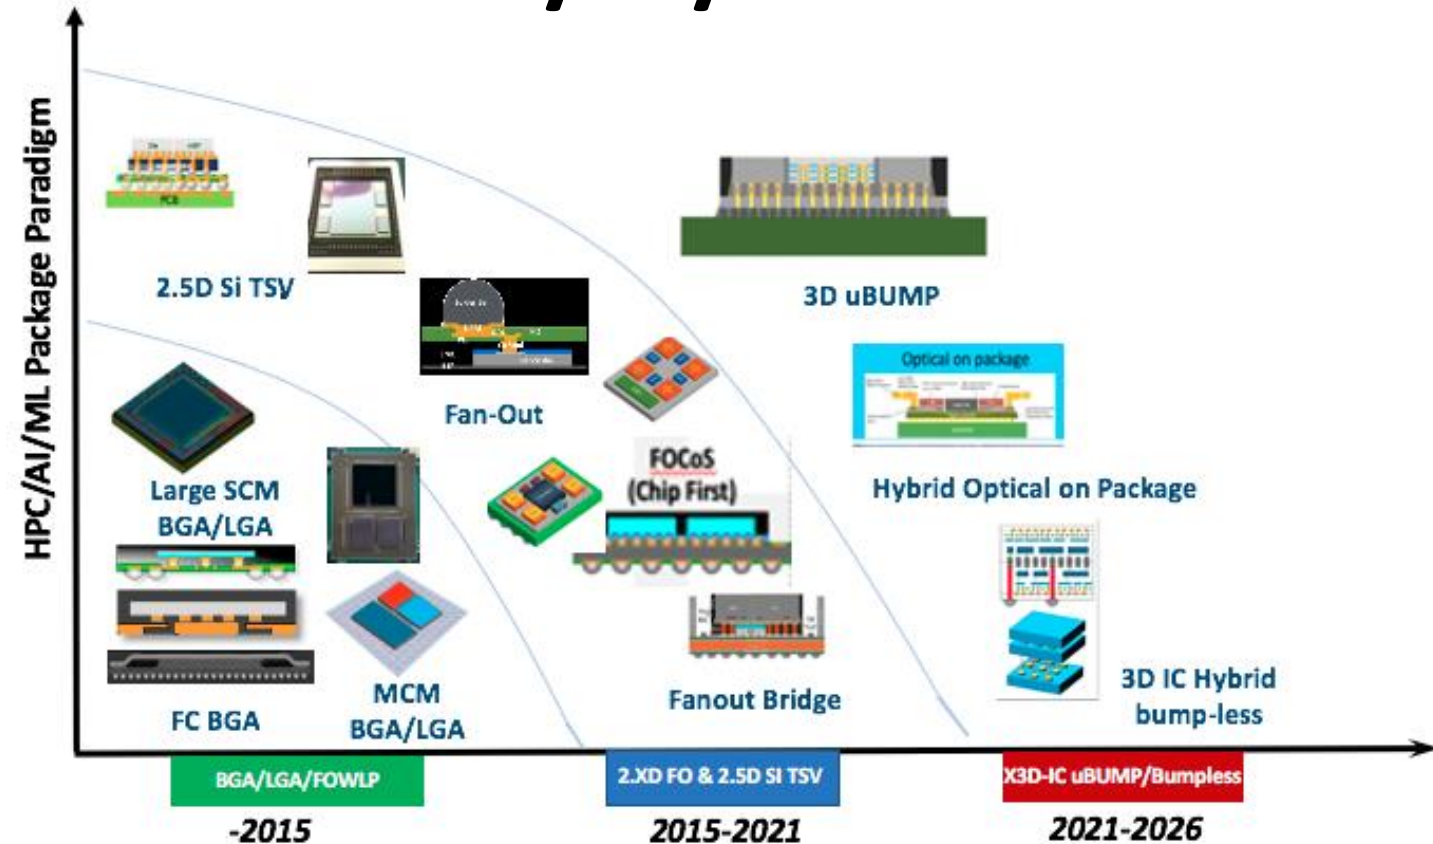 HPC/AI/ML Package Paradigm
PCB
2.5D Si TSV
3D uBUMP
Fan-Out
Optical on package
Large SCM
BGA/LGA
FOCoS
(Chip First)
Hybrid Optical on Package
FC BGA
MCM
BGA/LGA
Fanout Bridge
3D IC Hybrid
bump-less
BGA/LGA/FOWLP
2.XD FO & 2.5D SI TSV
X3D-IC uBUMP/Bumpless
-2015
2015-2021
2021-2026